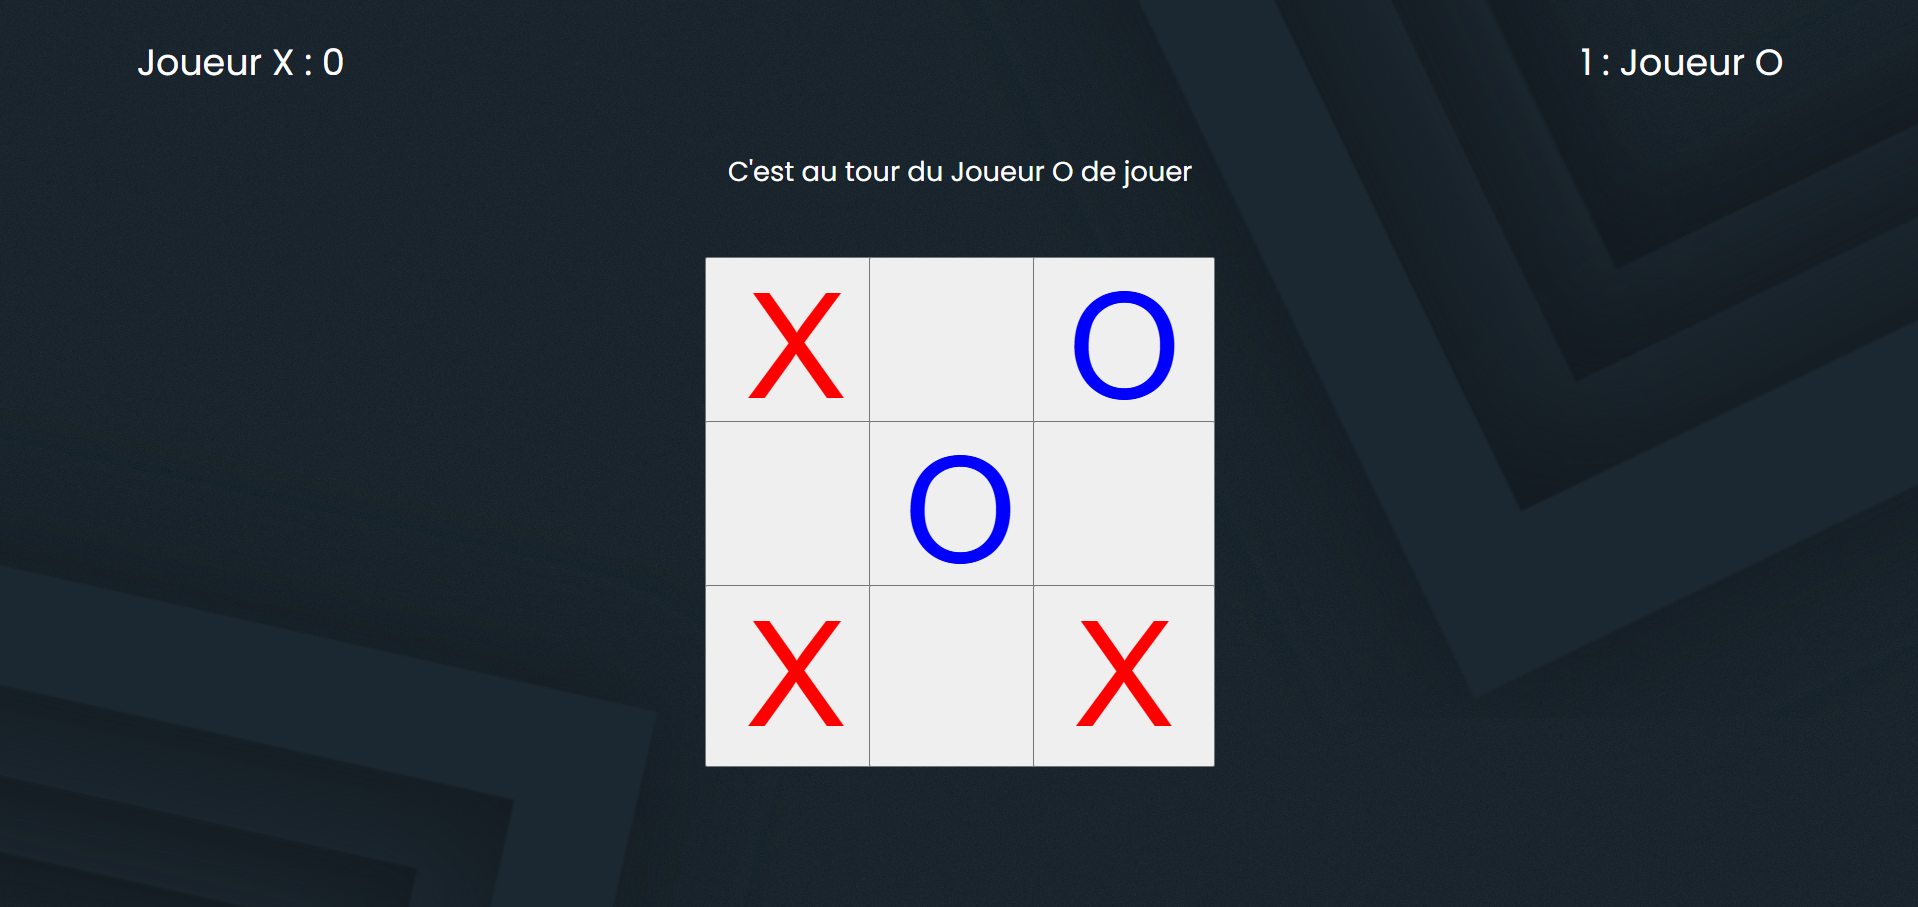 Joueur X : 0
1 : Joueur O
C'est au tour du Joueur O de jouer
X O
O
X X